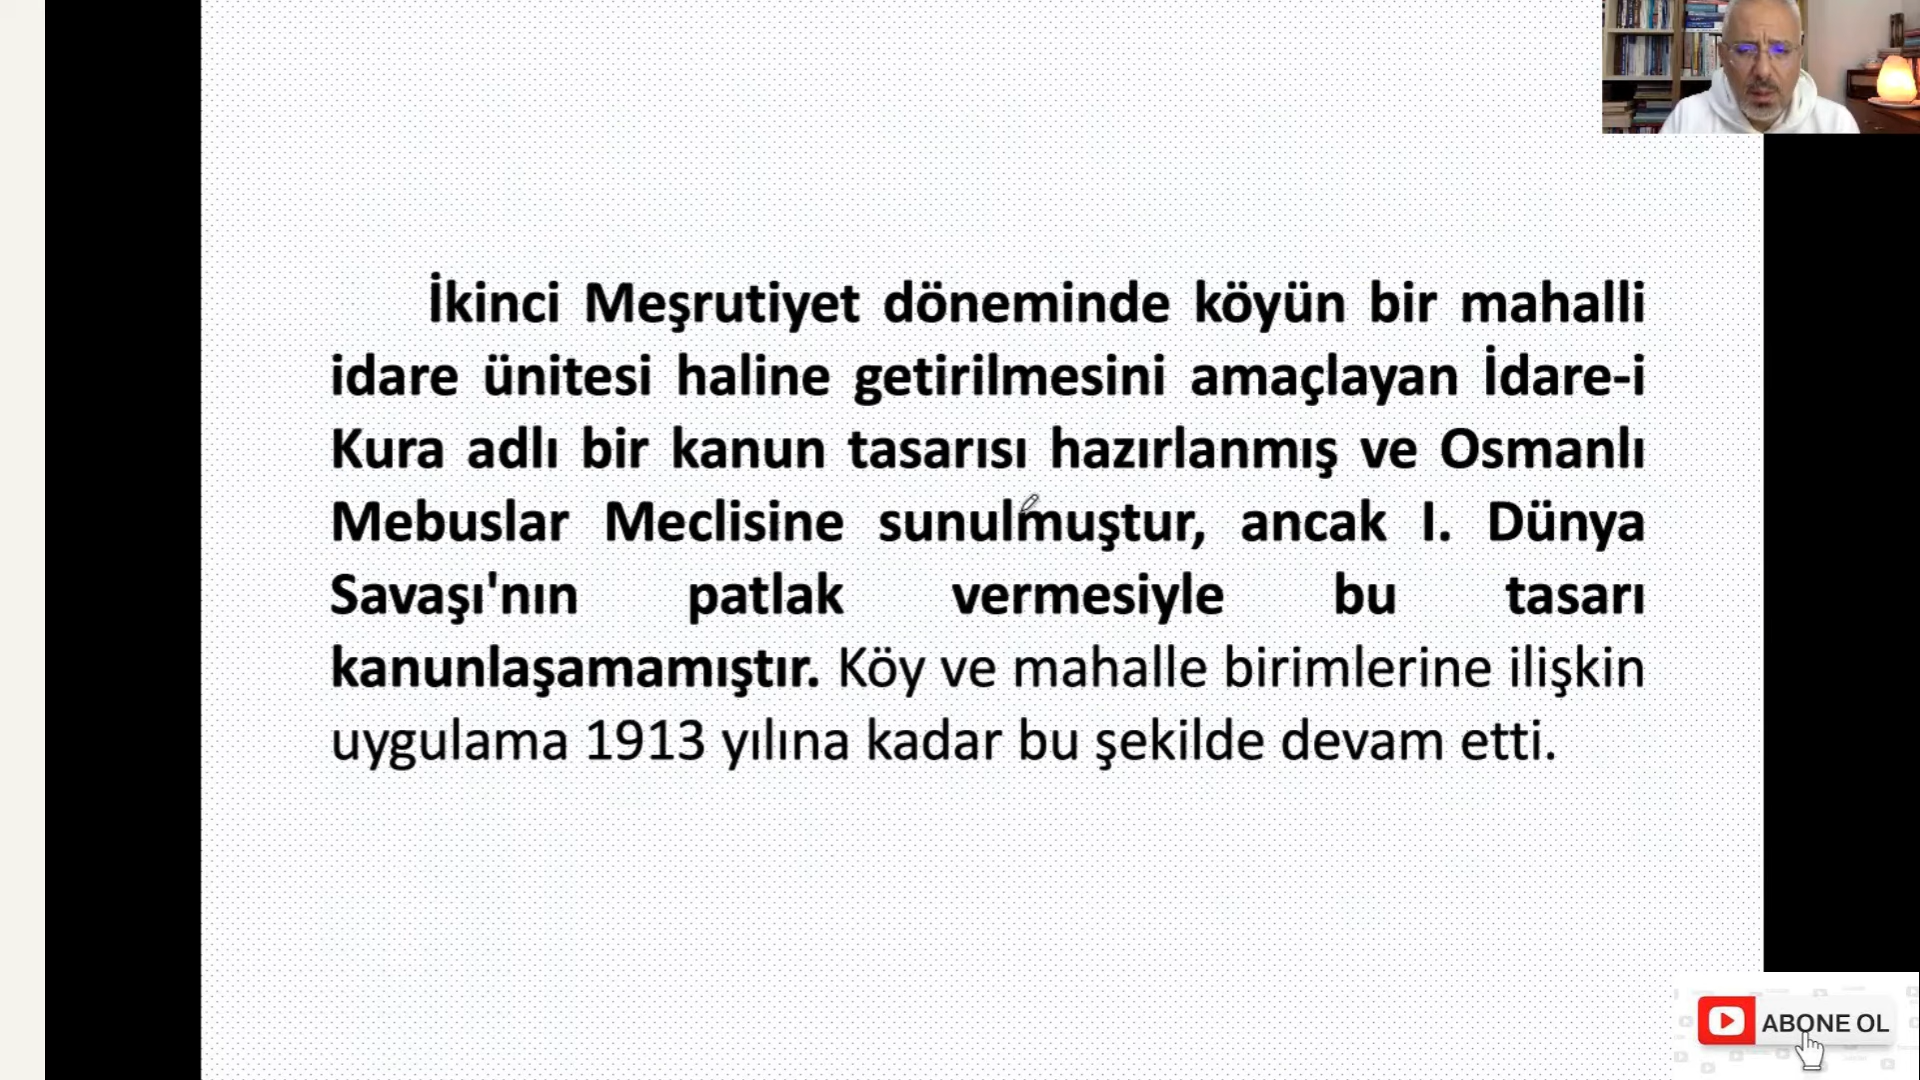 İkinci Meşrutiyet döneminde köyün bir mahalli
idare ünitesi haline getirilmesini amaçlayan İdare-i
Kura adlı bir kanun tasarısı hazırlanmış ve Osmanlı
Mebuslar Meclisine sunulmuştur, ancak I. Dünya
Savaşı'nın patlak vermesiyle bu tasarı
kanunlaşamamıştır. Köy ve mahalle birimlerine ilişkin
uygulama 1913 yılına kadar bu şekilde devam etti.
ABONE OL